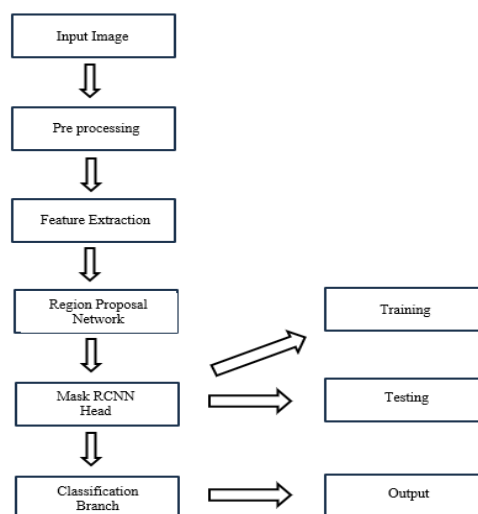 Input Image
Pre processing
Feature Extraction
Region Proposal
Network
Training
Mask RCNN
Head
Testing
Classification
Branch
Output